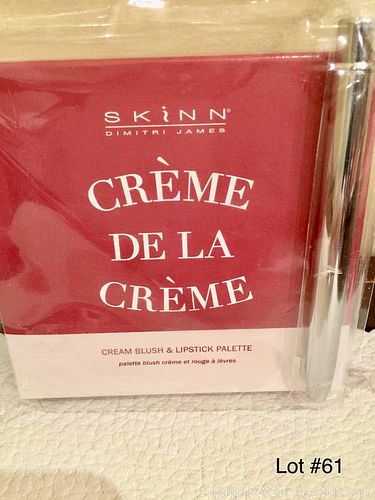 SKiNN®
DIMITRI JAMES
CRÈME
DE LA
CRÈME
CREAM BLUSH & LIPSTICK PALETTE
palette blush crème et rouge à lèvres
Lot #61